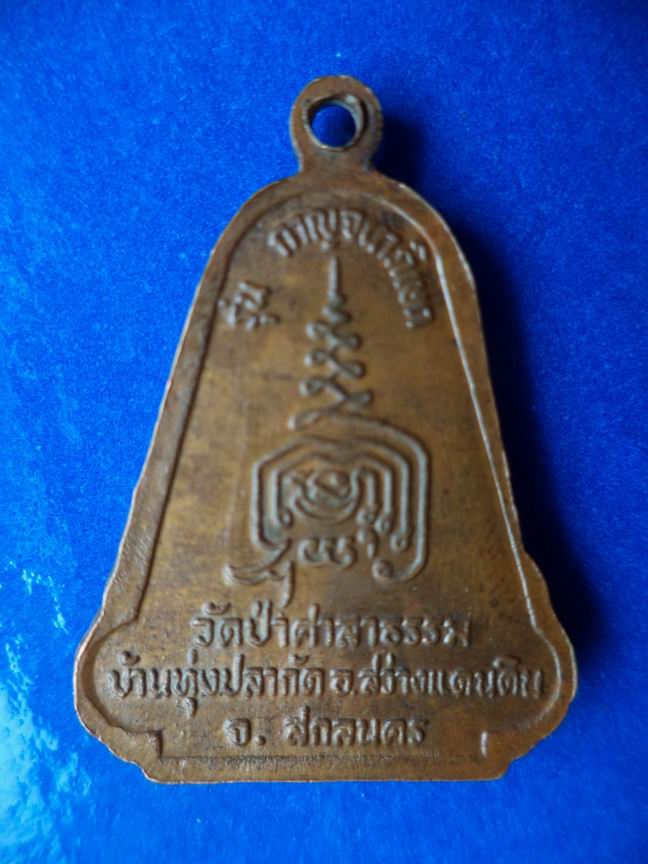 รุ่น กาญจนาภิเษก
วัดป่าศาลาธรรม
บ้านทุ่งปลากัด อ.สว่างแดนดิน
จ. สกลนคร